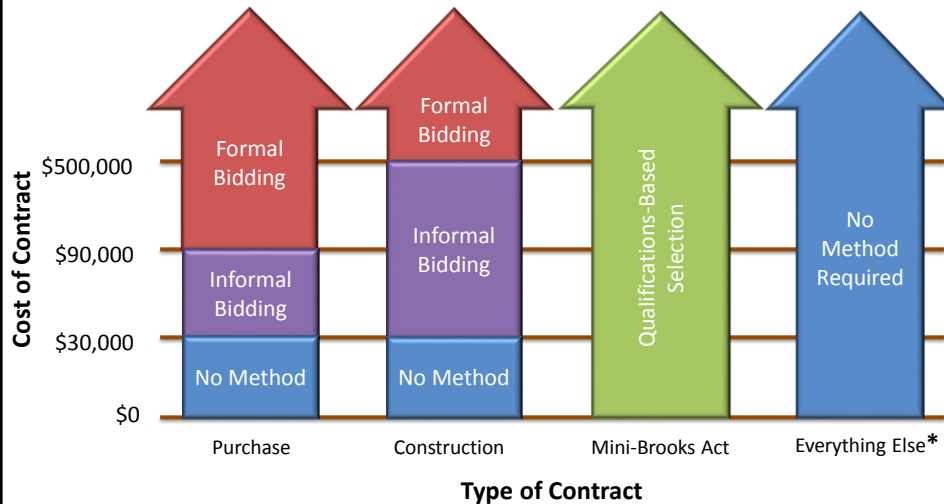 Cost of Contract
$500,000
$90,000
$30,000
$0
Formal
Bidding
Informal
Bidding
No Method
Formal
Bidding
Informal
Bidding
No Method
Qualifications-Based
Selection
No
Method
Required
Purchase
Construction
Mini-Brooks Act
Everything Else*
Type of Contract